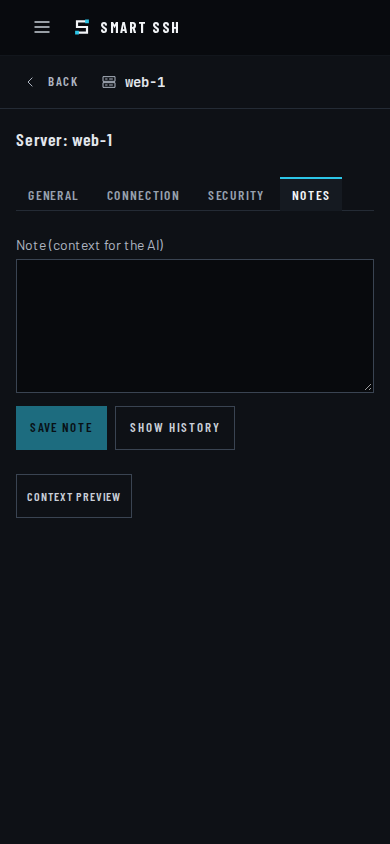 SMART SSH
BACK web-1
Server: web-1
GENERAL CONNECTION SECURITY NOTES
Note (context for the AI)
SAVE NOTE SHOW HISTORY
CONTEXT PREVIEW